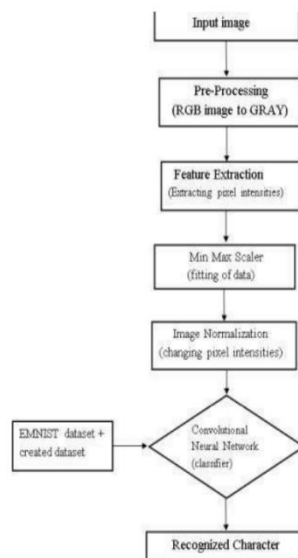 Input image
Pre-Processing
(RGB image to GRAY)
Feature Extraction
(Extracting pixel intensities)
Min Max Scaler
(fitting of data)
Image Normalization
(changing pixel intensities)
EMNIST dataset +
created dataset
Convolutional
Neural Network
(classifier)
Recognized Character